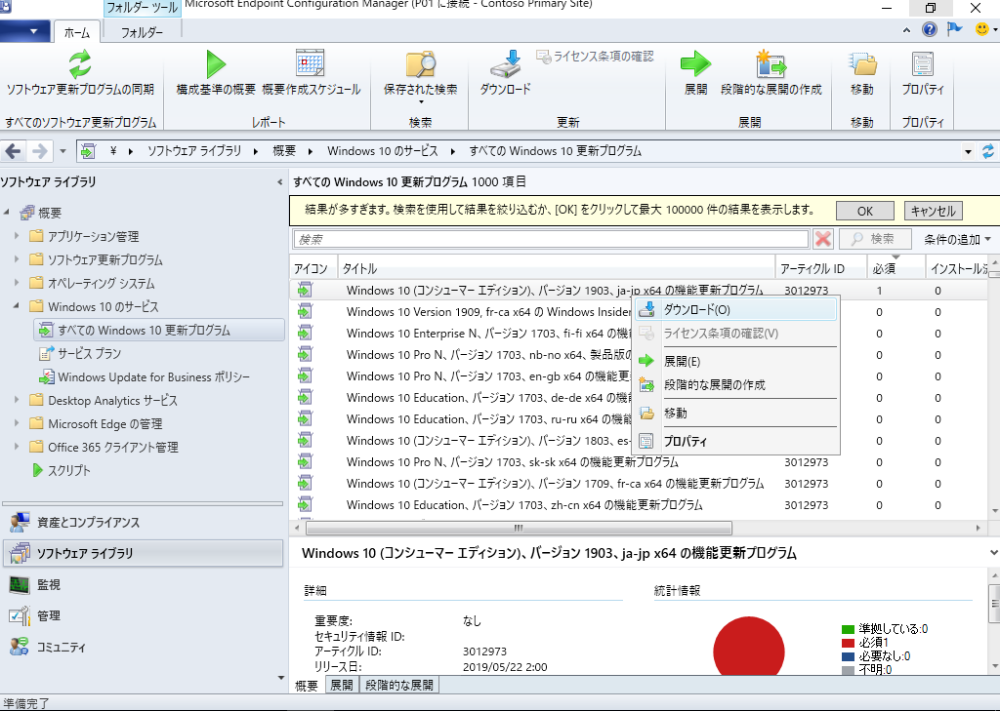 フォルダー ツール
Microsoft Endpoint Configuration Manager (P01 に接続 - Contoso Primary Site)
ホーム
フォルダー
ソフトウェア更新プログラムの同期
すべてのソフトウェア更新プログラム
構成基準の概要
概要作成スケジュール
レポート
保存された検索
検索
ダウンロード
ライセンス条項の確認
更新
展開
段階的な展開の作成
展開
移動
移動
プロパティ
プロパティ
¥ ソフトウェア ライブラリ 概要 Windows 10 のサービス すべての Windows 10 更新プログラム
ソフトウェア ライブラリ
概要
アプリケーション管理
ソフトウェア更新プログラム
オペレーティング システム
Windows 10 のサービス
すべての Windows 10 更新プログラム
サービス プラン
Windows Update for Business ポリシー
Desktop Analytics サービス
Microsoft Edge の管理
Office 365 クライアント管理
スクリプト
資産とコンプライアンス
ソフトウェア ライブラリ
監視
管理
コミュニティ
すべての Windows 10 更新プログラム 1000 項目
結果が多すぎます。検索を使用して結果を絞り込むか、[OK] をクリックして最大 100000 件の結果を表示します。
OK
キャンセル
検索
検索
条件の追加
アイコン タイトル アーティクル ID 必須 インストール
Windows 10 (コンシューマー エディション)、バージョン 1903、ja-jp x64 の機能更新プログラム 3012973 1 0
Windows 10 Version 1909, fr-ca x64 の Windows Insider 0 0
Windows 10 Enterprise N、バージョン 1703、fi-fi x64 の機 0 0
Windows 10 Pro N、バージョン 1703、nb-no x64、製品版の 0 0
Windows 10 Pro N、バージョン 1703、en-gb x64 の機能更 0 0
Windows 10 Education、バージョン 1703、de-de x64 の機 0 0
Windows 10 Education、バージョン 1703、ru-ru x64 の機能 0 0
Windows 10 (コンシューマー エディション)、バージョン 1803、es- 0 0
Windows 10 Pro N、バージョン 1703、sk-sk x64 の機能更新プログラム 3012973 0 0
Windows 10 (コンシューマー エディション)、バージョン 1709、fr-ca x64 の機能更新プログラム 3012973 0 0
Windows 10 Education、バージョン 1703、zh-cn x64 の機能更新プログラム 3012973 0 0
ダウンロード(O)
ライセンス条項の確認(V)
展開(E)
段階的な展開の作成
移動
プロパティ
Windows 10 (コンシューマー エディション)、バージョン 1903、ja-jp x64 の機能更新プログラム
詳細
重要度: なし
セキュリティ情報 ID:
アーティクル ID: 3012973
リリース日: 2019/05/22 2:00
統計情報
準拠している:0
必須1
必要なし:0
不明:0
概要 展開 段階的な展開
準備完了